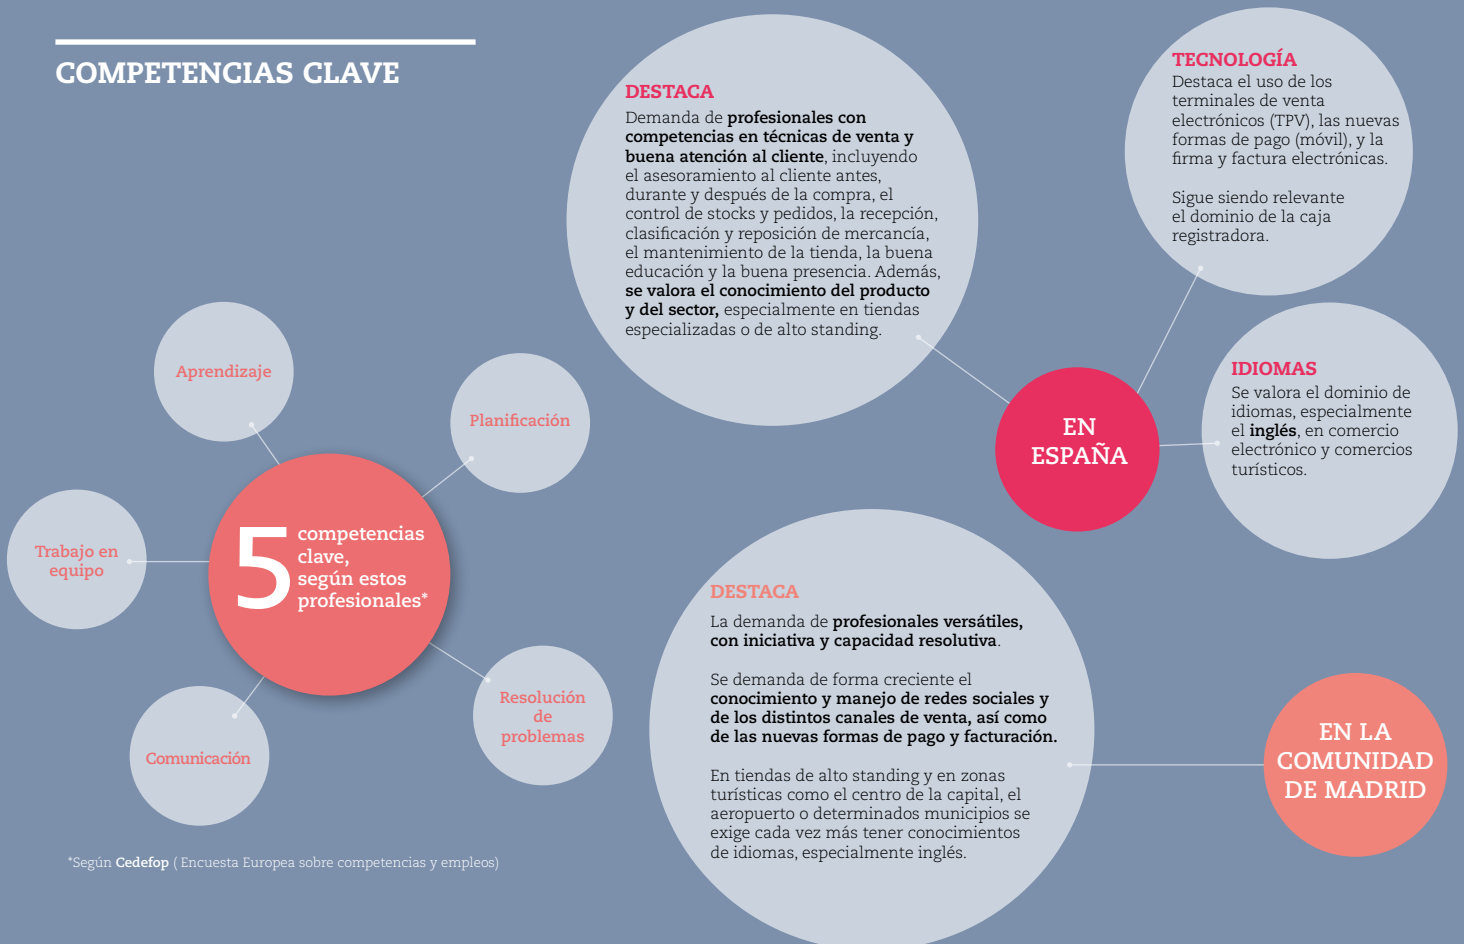 COMPETENCIAS CLAVE
Aprendizaje
Planificación
Trabajo en
equipo
5
competencias
clave,
según estos
profesionales*
Comunicación
Resolución
de
problemas
*Según Cedefop ( Encuesta Europea sobre competencias y empleos)
DESTACA
Demanda de profesionales con
competencias en técnicas de venta y
buena atención al cliente, incluyendo
el asesoramiento al cliente antes,
durante y después de la compra, el
control de stocks y pedidos, la recepción,
clasificación y reposición de mercancía,
el mantenimiento de la tienda, la buena
educación y la buena presencia. Además,
se valora el conocimiento del producto
y del sector, especialmente en tiendas
especializadas o de alto standing.
TECNOLOGÍA
Destaca el uso de los
terminales de venta
electrónicos (TPV), las nuevas
formas de pago (móvil), y la
firma y factura electrónicas.
Sigue siendo relevante
el dominio de la caja
registradora.
IDIOMAS
Se valora el dominio de
idiomas, especialmente
el inglés, en comercio
electrónico y comercios
turísticos.
EN
ESPAÑA
DESTACA
La demanda de profesionales versátiles,
con iniciativa y capacidad resolutiva.
Se demanda de forma creciente el
conocimiento y manejo de redes sociales y
de los distintos canales de venta, así como
de las nuevas formas de pago y facturación.
En tiendas de alto standing y en zonas
turísticas como el centro de la capital, el
aeropuerto o determinados municipios se
exige cada vez más tener conocimientos
de idiomas, especialmente inglés.
EN LA
COMUNIDAD
DE MADRID